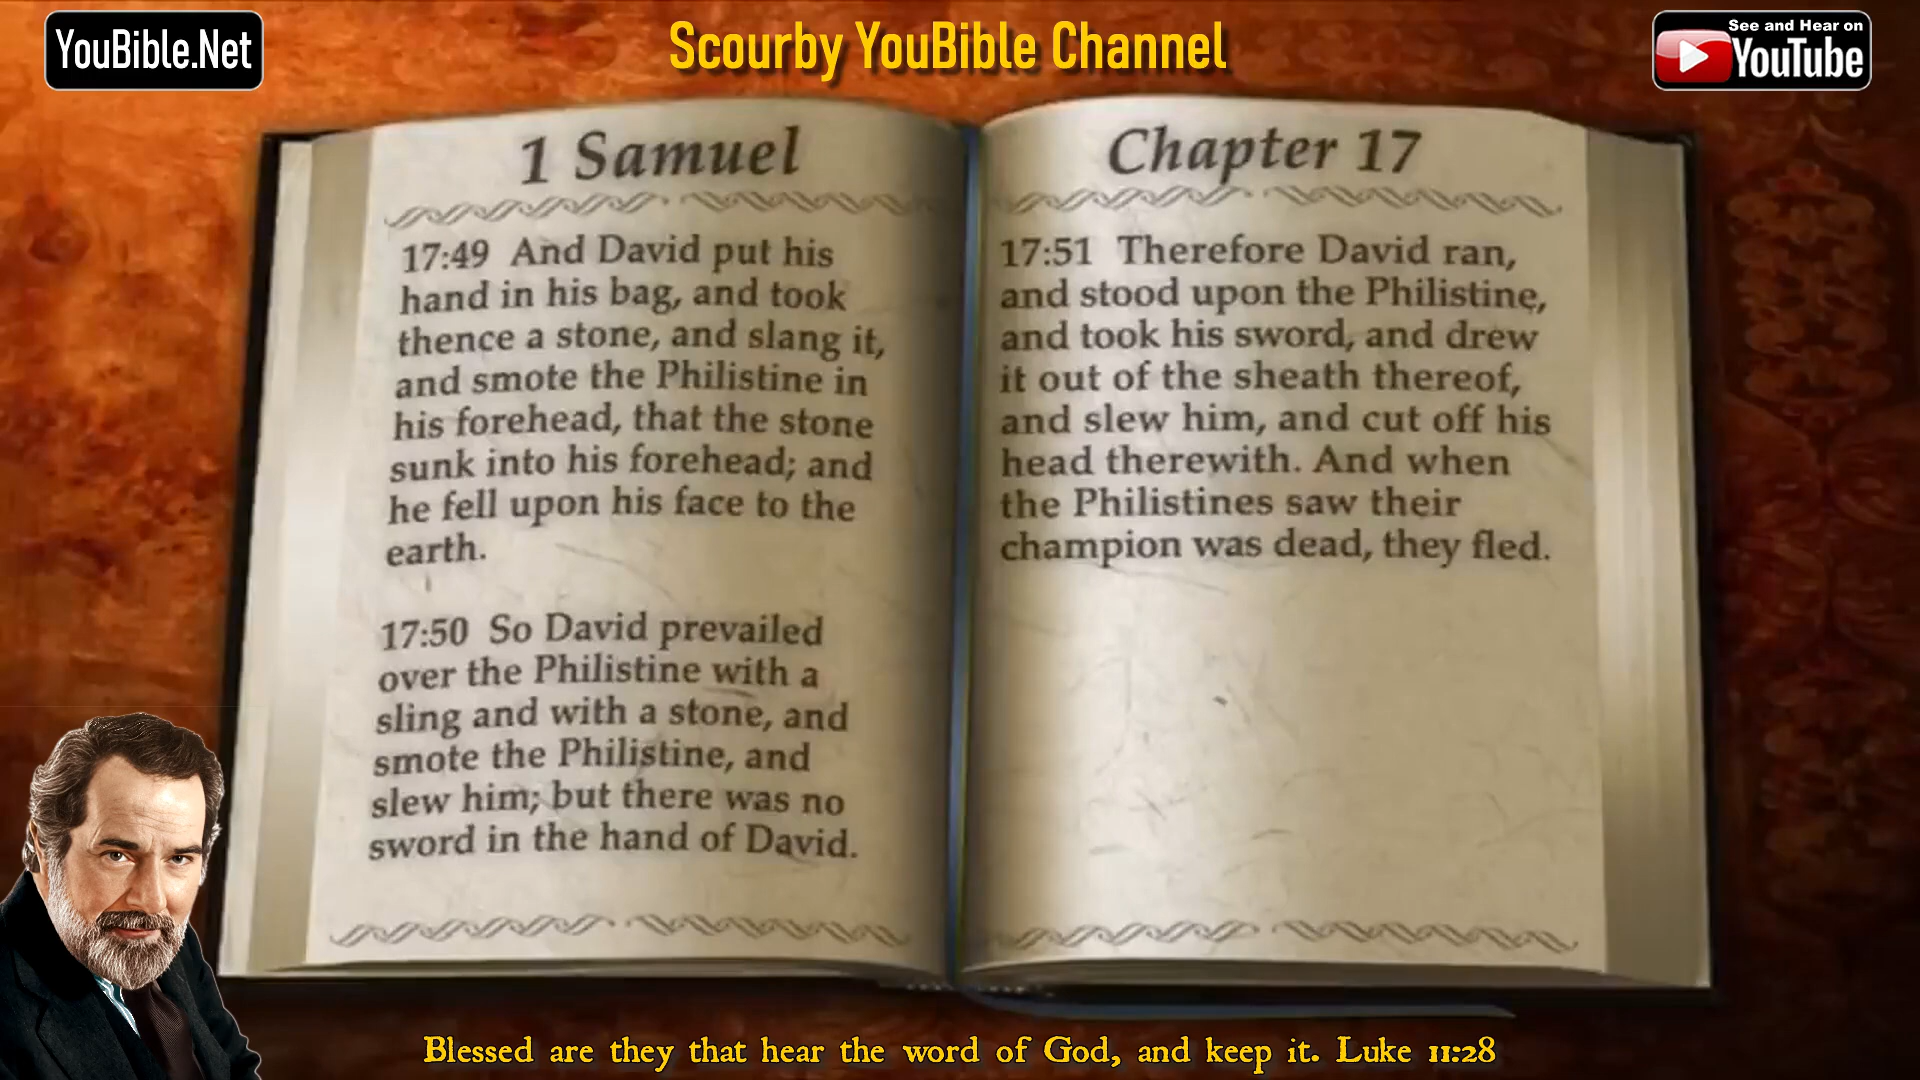 YouBible.Net
Scourby YouBible Channel
See and Hear on
YouTube
1 Samuel
17:49 And David put his
hand in his bag, and took
thence a stone, and slang it,
and smote the Philistine in
his forehead, that the stone
sunk into his forehead; and
he fell upon his face to the
earth.
17:50 So David prevailed
over the Philistine with a
sling and with a stone, and
smote the Philistine, and
slew him; but there was no
sword in the hand of David.
Chapter 17
17:51 Therefore David ran,
and stood upon the Philistine,
and took his sword, and drew
it out of the sheath thereof,
and slew him, and cut off his
head therewith. And when
the Philistines saw their
champion was dead, they fled.
Blessed are they that hear the word of God, and keep it. Luke 11:28